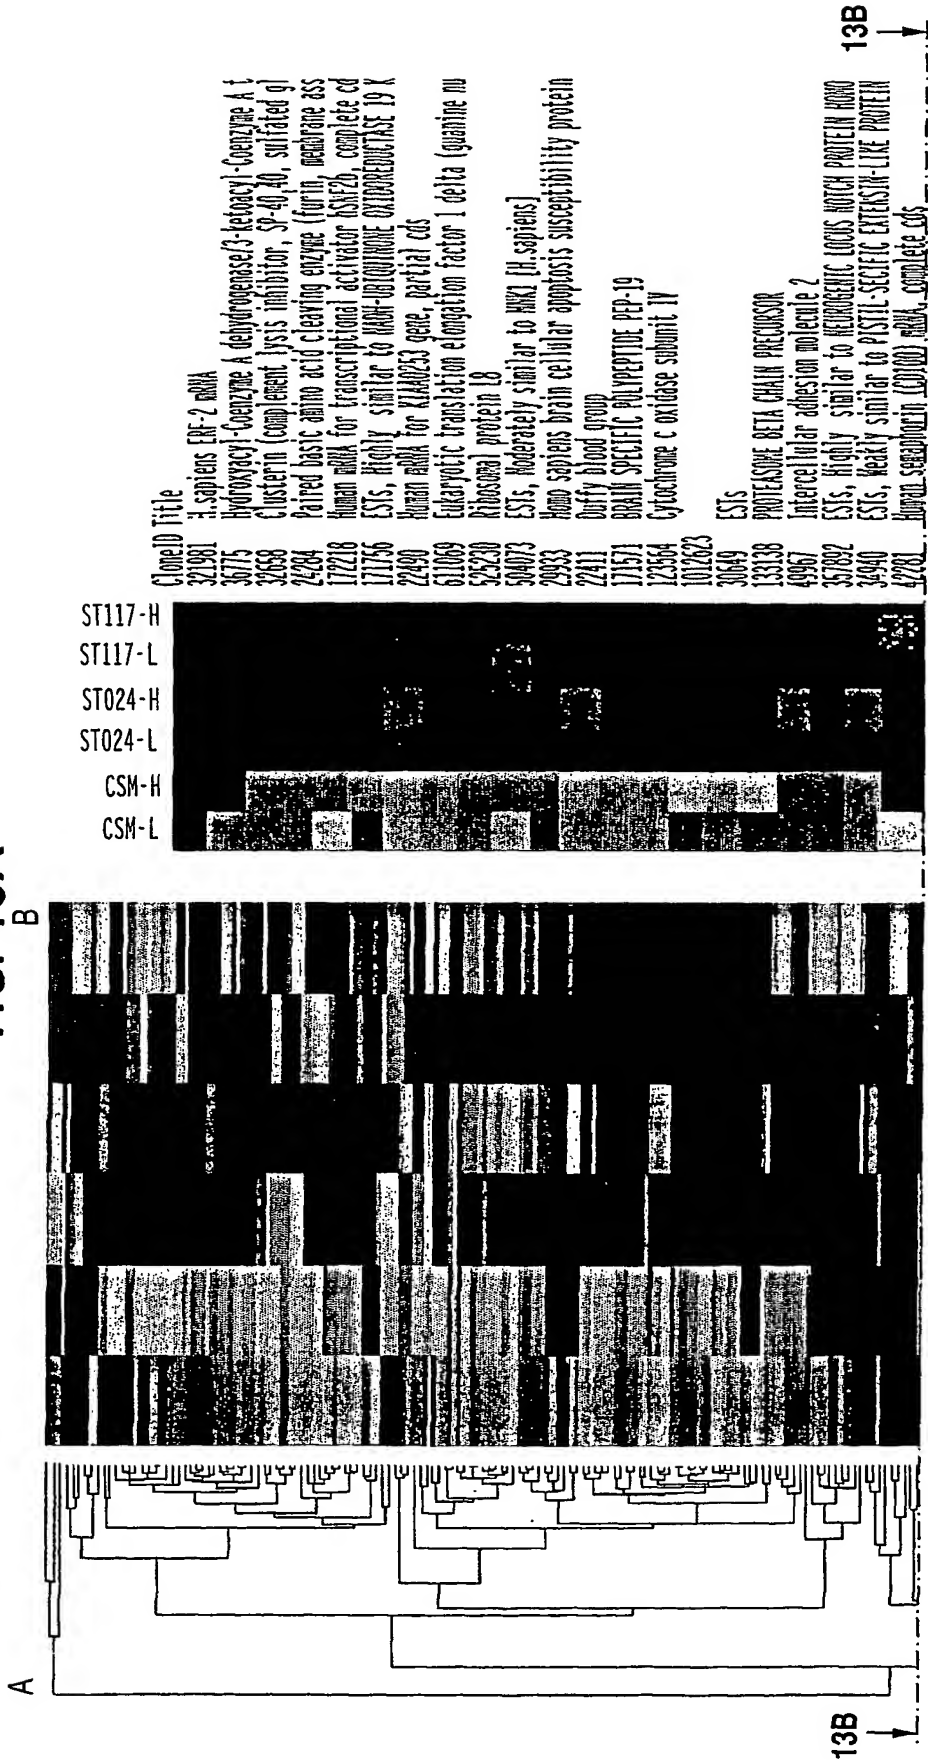 A
B
ST117-H
ST117-L
ST024-H
ST024-L
CSM-H
CSM-L
CloneID Title
321981 H.sapiens ERF-2 mRNA
36775 Hydroxyacyl-Coenzyme A dehydrogenase/3-ketoacyl-Coenzyme A t
32658 Clusterin (complement lysis inhibitor, SP-40,40, sulfated gl
24284 Paired basic amino acid cleaving enzyme (furin, membrane ass
17218 Human mRNA for transcriptional activator hSNF2b, complete cd
171756 ESTs, Highly similar to NADH-UBIQUINONE OXIDOREDUCTASE 19 K
22490 Human mRNA for KIAA0253 gene, partial cds
61069 Eukaryotic translation elongation factor 1 delta (guanine nu
525230 Ribosomal protein L8
50473 ESTs, Moderately similar to MNK1 [H.sapiens]
29933 Homo sapiens brain cellular apoptosis susceptibility protein
22411 Duffy blood group
171571 BRAIN SPECIFIC POLYPEPTIDE PEP-19
123564 Cytochrome c oxidase subunit IV
1012623
30649 ESTs
133138 PROTEASOME BETA CHAIN PRECURSOR
49967 Intercellular adhesion molecule 2
357892 ESTs, Highly similar to NEUROGENIC LOCUS NOTCH PROTEIN HOMO
34940 ESTs, Weakly similar to PISTIL-SECIFIC EXTENSIN-LIKE PROTEIN
42281 Human semaphorin (CD100) mRNA, complete cds
13B
13B